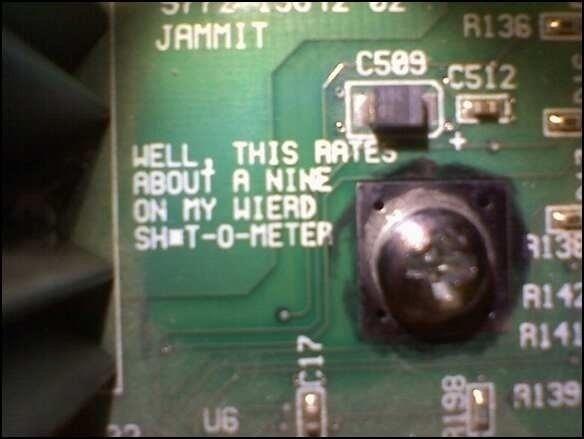 JAMMIT
R136
C509
C512
+
WELL, THIS RATES
ABOUT A NINE
ON MY WIERD
SH■T-O-METER
R138
R142
R141
C17
R198
R139
U6